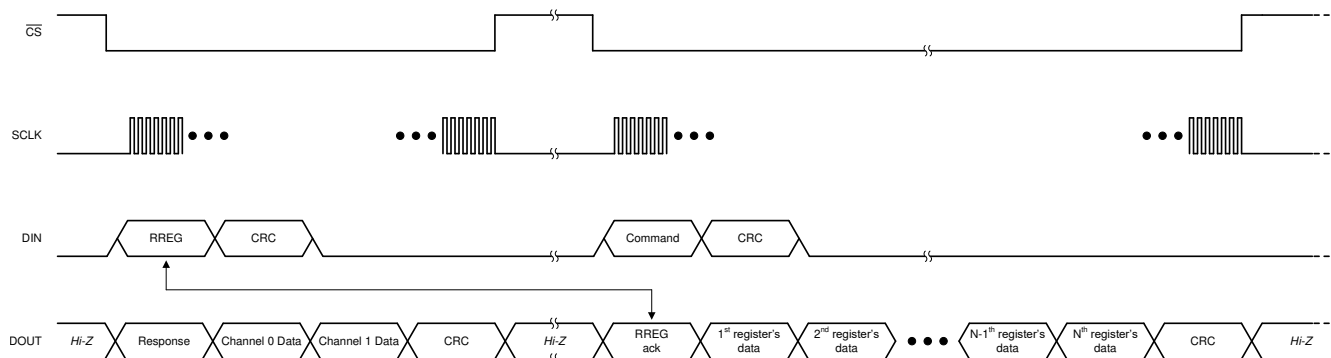 CS
SCLK
DIN
RREG
CRC
Command
CRC
DOUT
Hi-Z
Response
Channel 0 Data
Channel 1 Data
CRC
Hi-Z
RREG
ack
1st register's
data
2nd register's
data
N-1th register's
data
Nth register's
data
CRC
Hi-Z